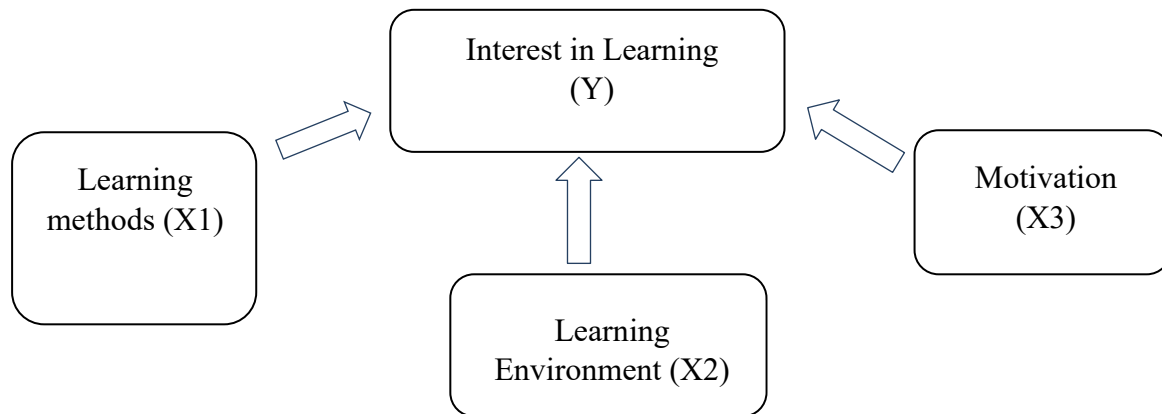 Interest in Learning
(Y)
Learning
methods (X1)
Motivation
(X3)
Learning
Environment (X2)